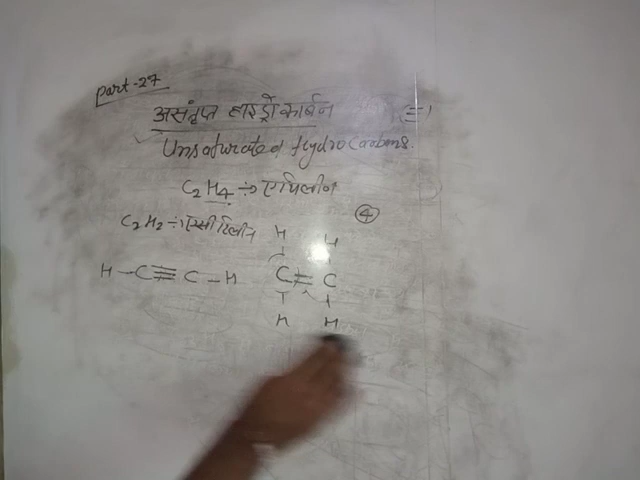 Part-27
असंतृप्त हाइड्रोकार्बन
Unsaturated Hydrocarbons.
C2H4 → एथिलीन
C2H2 → एसीटिलीन
4
H H
H-C≡C-H C=C
H H